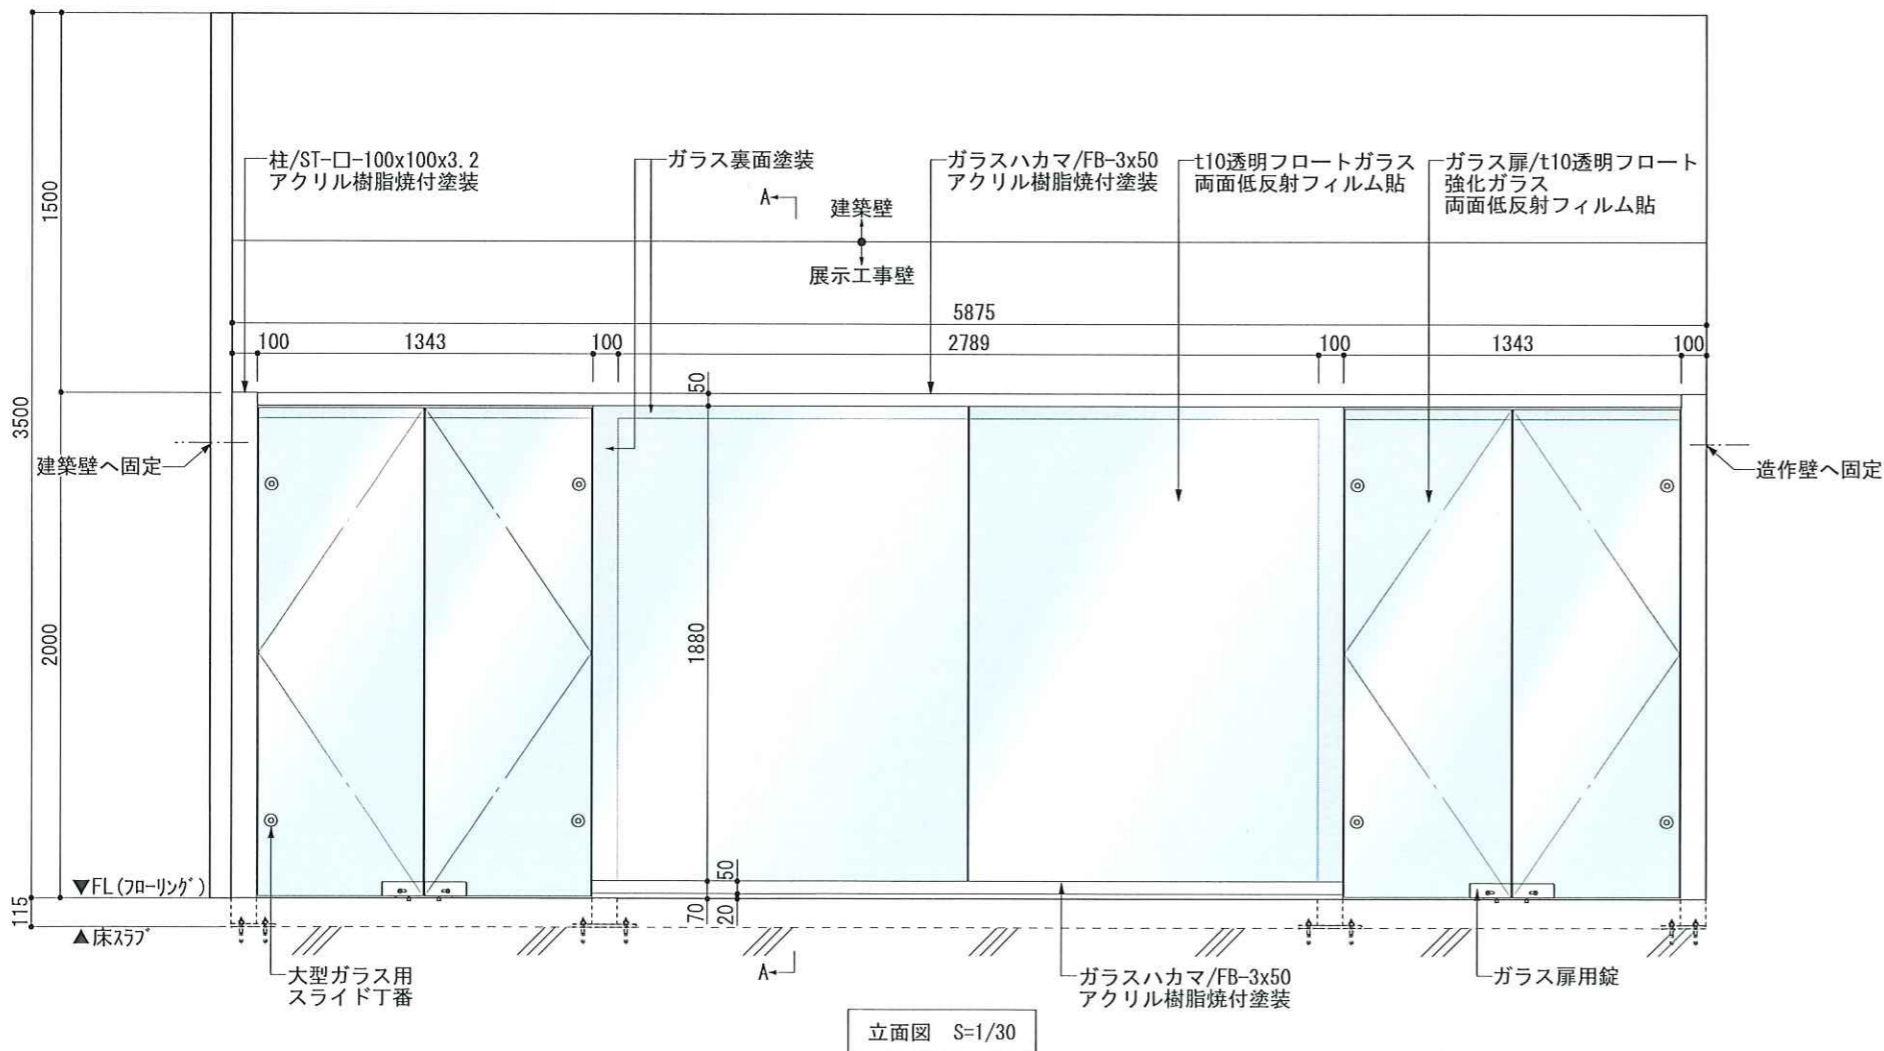 1500
3500
2000
115
柱/ST-口-100x100x3.2
アクリル樹脂焼付塗装
ガラス裏面塗装
ガラスハカマ/FB-3x50
アクリル樹脂焼付塗装
t10透明フロートガラス
両面低反射フィルム貼
ガラス扉/t10透明フロート
強化ガラス
両面低反射フィルム貼
A
建築壁
展示工事壁
5875
100
1343
100
2789
100
1343
100
50
建築壁へ固定
造作壁へ固定
1880
50
70
20
▼FL(フローリング)
▲床スラブ
大型ガラス用
スライド丁番
A
ガラスハカマ/FB-3x50
アクリル樹脂焼付塗装
ガラス扉用錠
立面図 S=1/30